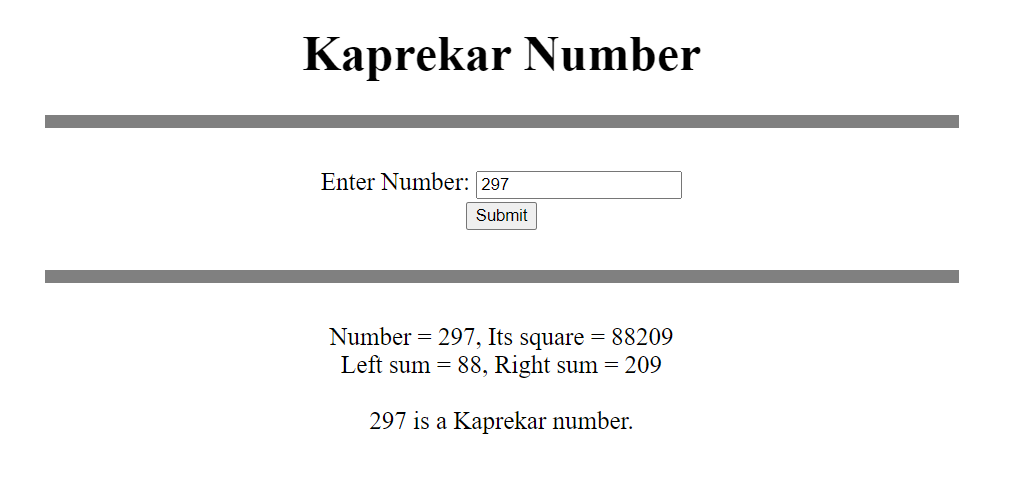 Kaprekar Number
Enter Number: 297
Submit
Number = 297, Its square = 88209
Left sum = 88, Right sum = 209
297 is a Kaprekar number.